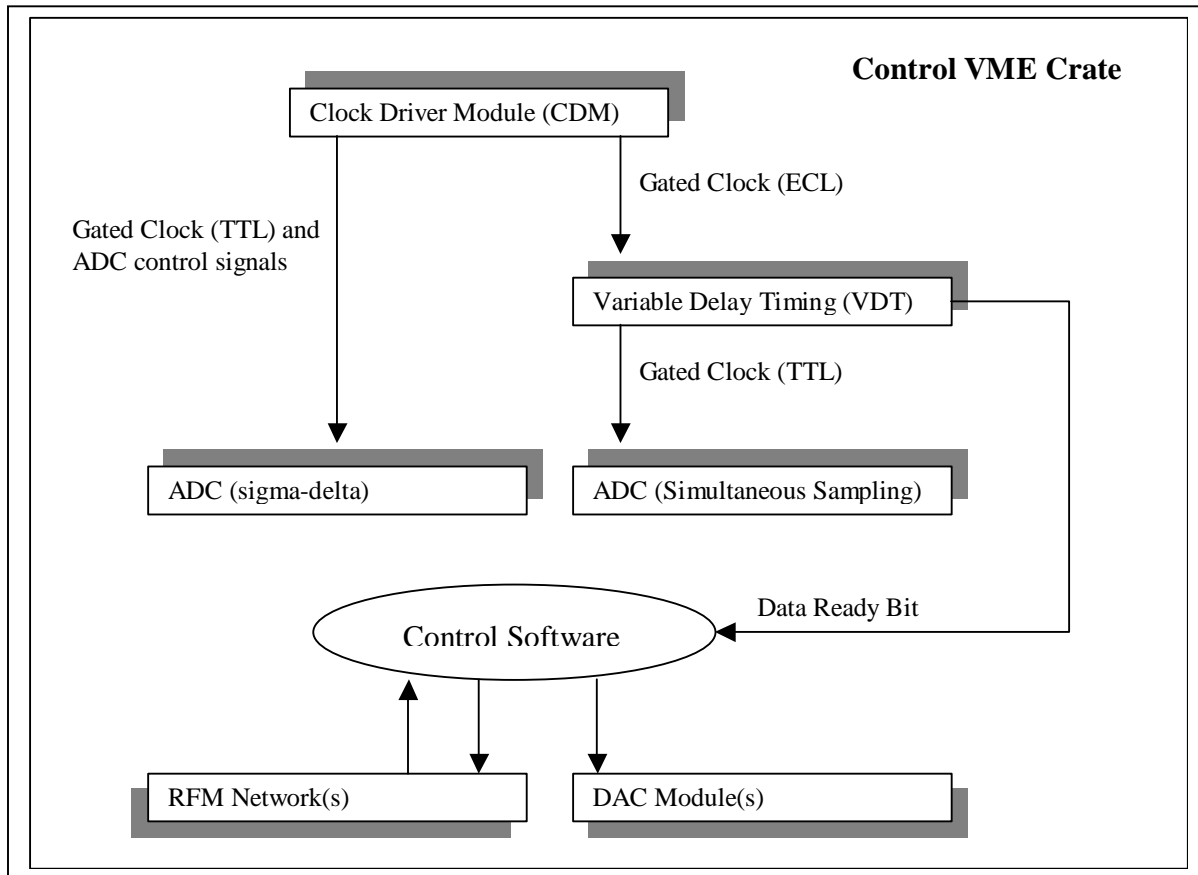 Control VME Crate
Clock Driver Module (CDM)
Gated Clock (ECL)
Gated Clock (TTL) and
ADC control signals
Variable Delay Timing (VDT)
Gated Clock (TTL)
ADC (sigma-delta)
ADC (Simultaneous Sampling)
Data Ready Bit
Control Software
RFM Network(s)
DAC Module(s)